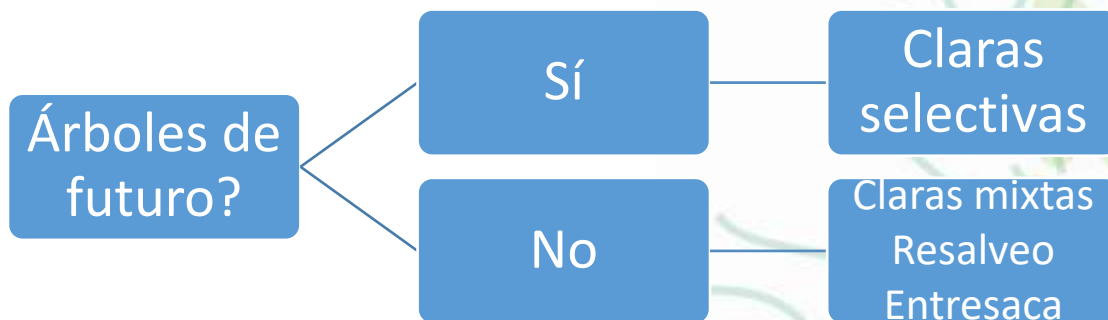 Árboles de
futuro?
Sí
Claras
selectivas
No
Claras mixtas
Resalveo
Entresaca